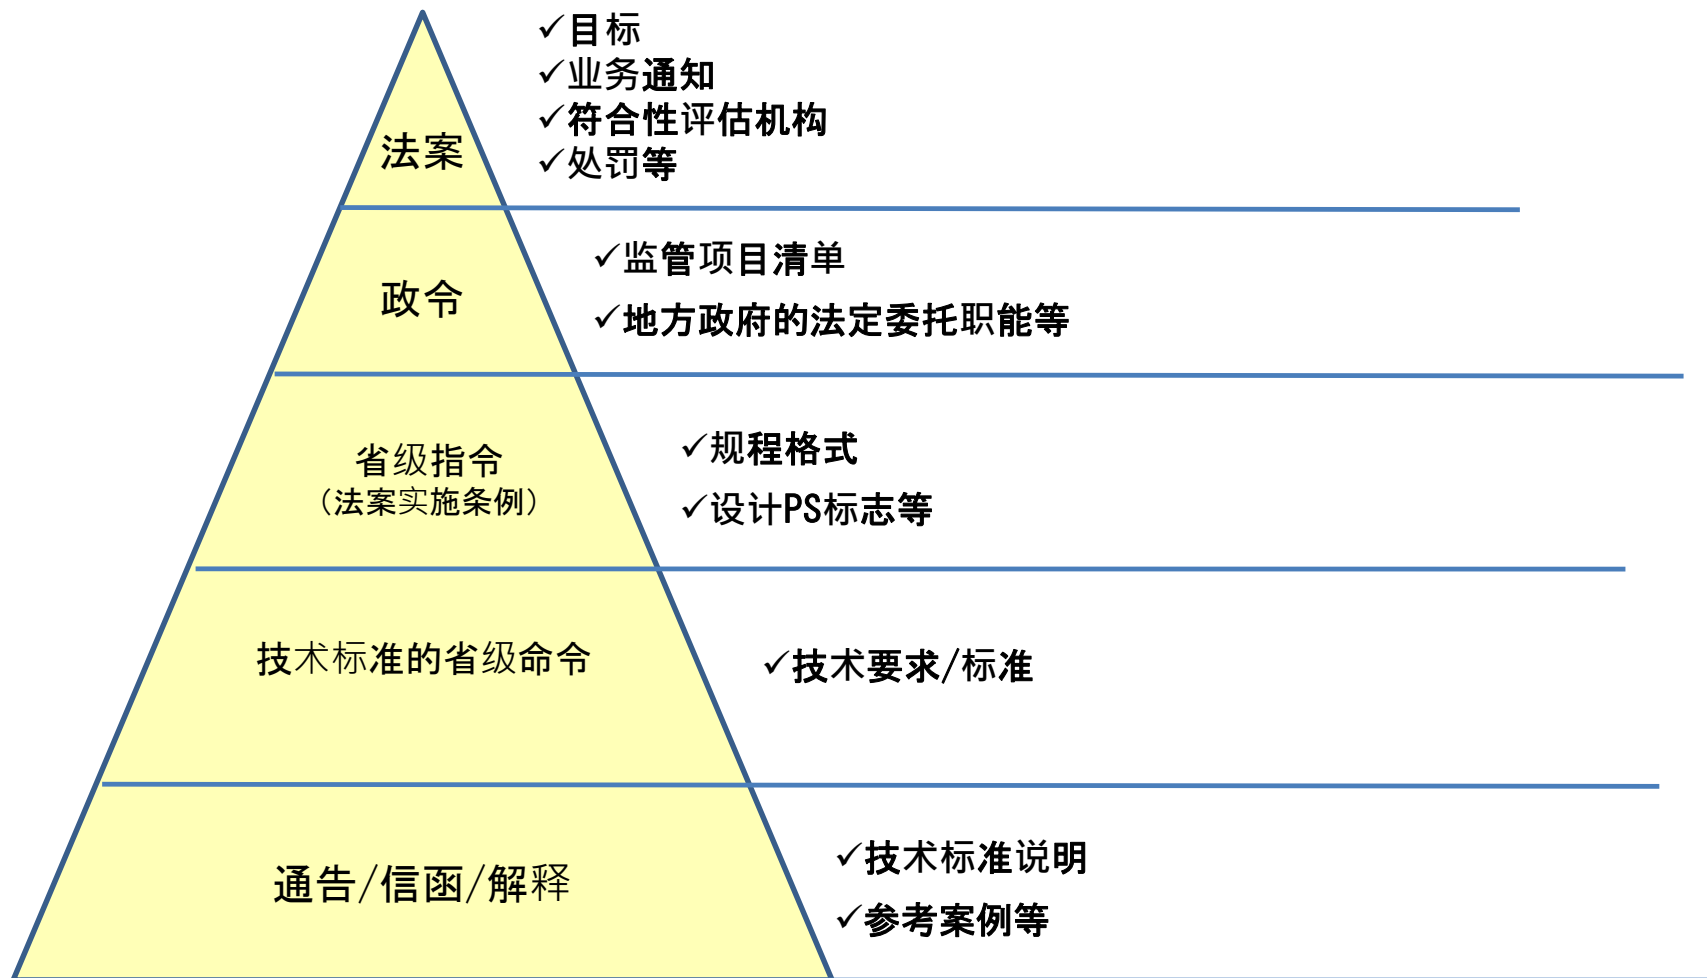 ✓目标
✓业务通知
✓符合性评估机构
✓处罚等
法案
✓监管项目清单
政令
✓地方政府的法定委托职能等
✓规程格式
省级指令
(法案实施条例)
✓设计PS标志等
技术标准的省级命令
✓技术要求/标准
✓技术标准说明
通告/信函/解释
✓参考案例等